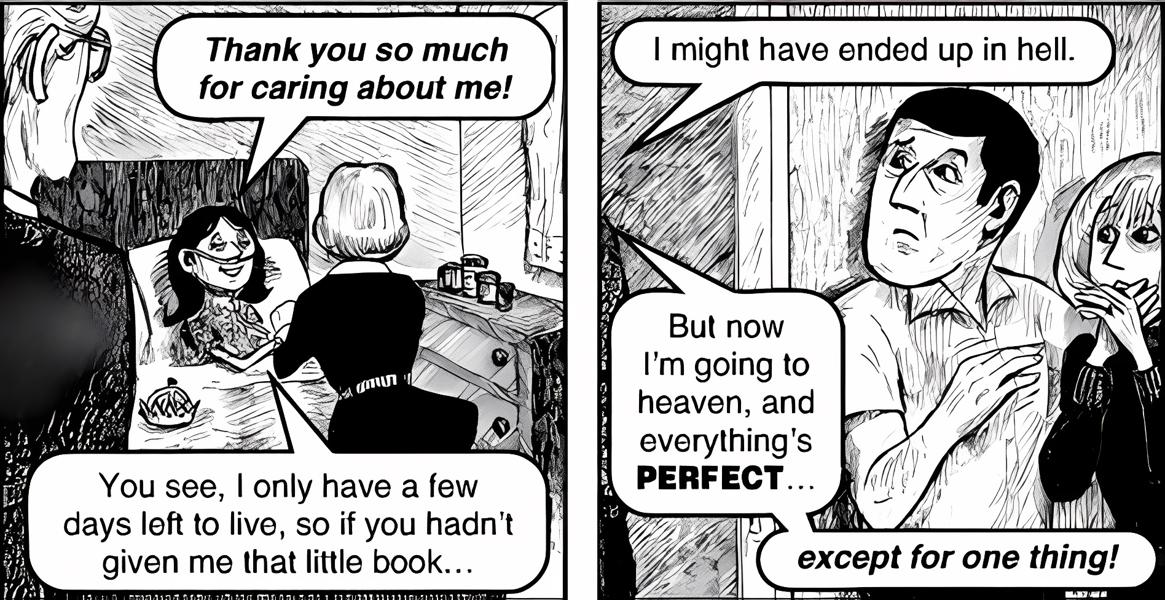 Thank you so much
for caring about me!
You see, I only have a few
days left to live, so if you hadn't
given me that little book...
I might have ended up in hell.
But now
I'm going to
heaven, and
everything's
PERFECT...
except for one thing!